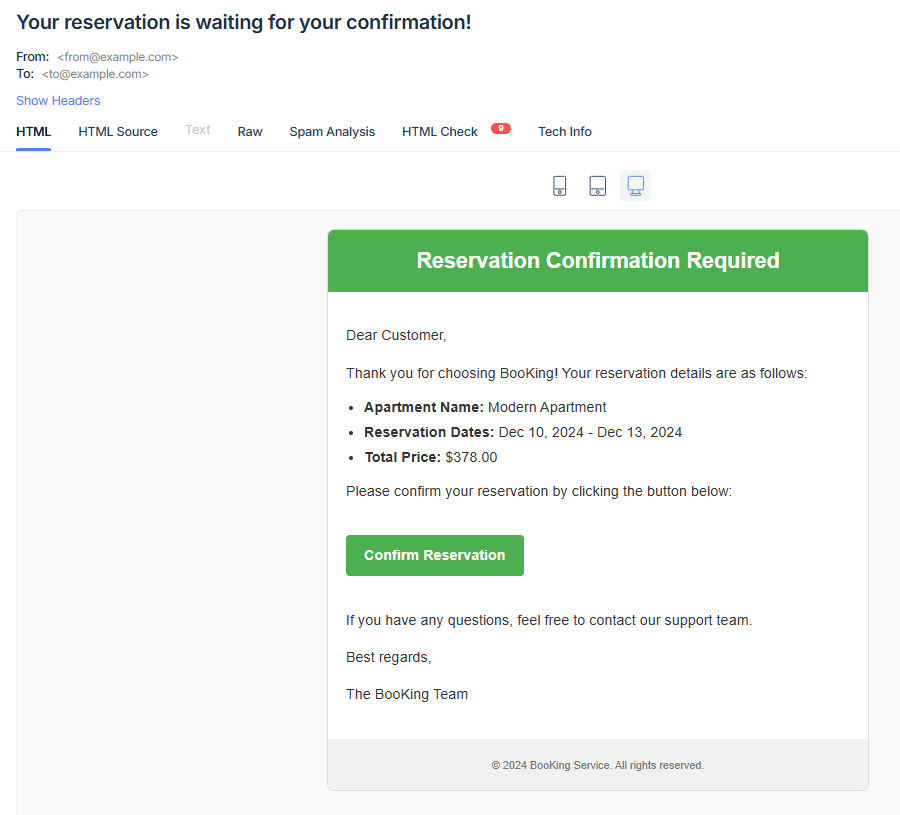 Your reservation is waiting for your confirmation!
From: <from@example.com>
To: <to@example.com>
Show Headers
HTML HTML Source Text Raw Spam Analysis HTML Check 9 Tech Info
Reservation Confirmation Required
Dear Customer,
Thank you for choosing BooKing! Your reservation details are as follows:
• Apartment Name: Modern Apartment
• Reservation Dates: Dec 10, 2024 - Dec 13, 2024
• Total Price: $378.00
Please confirm your reservation by clicking the button below:
Confirm Reservation
If you have any questions, feel free to contact our support team.
Best regards,
The BooKing Team
© 2024 BooKing Service. All rights reserved.